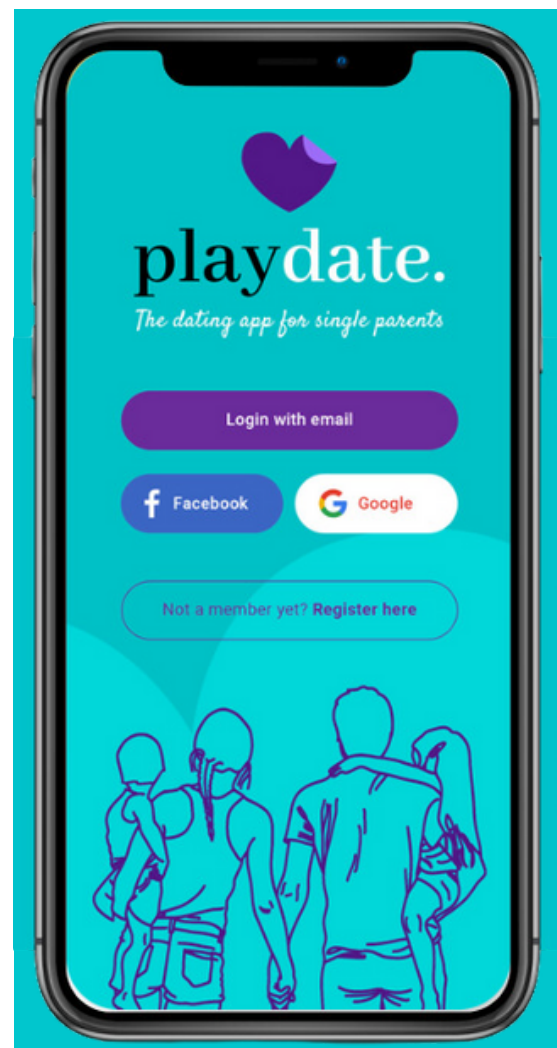 playdate.
The dating app for single parents
Login with email
Facebook
Google
Not a member yet? Register here